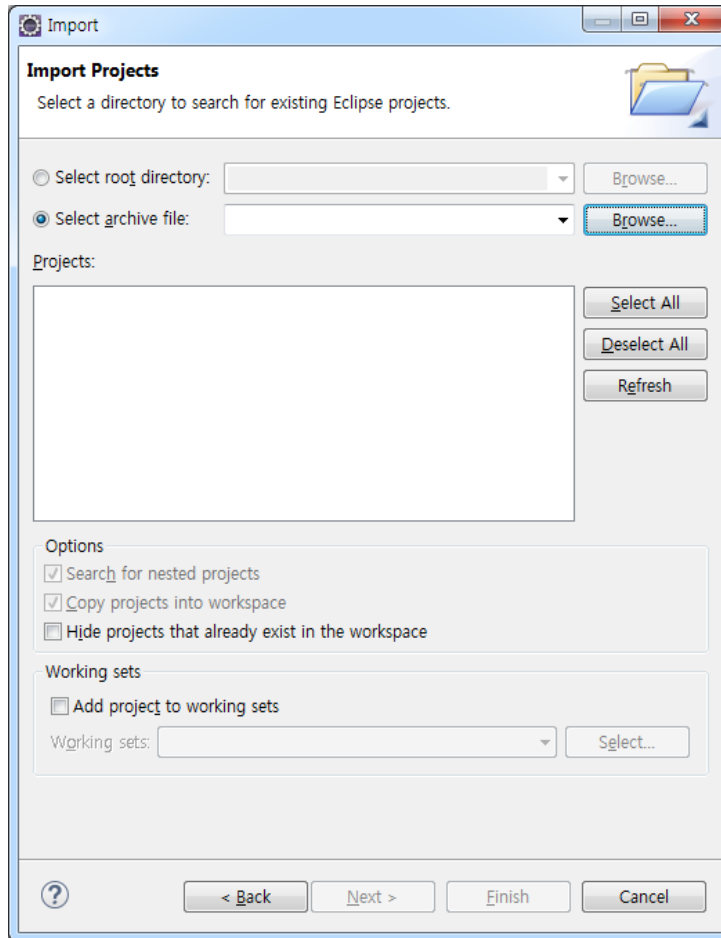 Import
Import Projects
Select a directory to search for existing Eclipse projects.
Select root directory:
Browse...
Select archive file:
Browse...
Projects:
Select All
Deselect All
Refresh
Options
Search for nested projects
Copy projects into workspace
Hide projects that already exist in the workspace
Working sets
Add project to working sets
Working sets:
Select...
? < Back Next > Finish Cancel